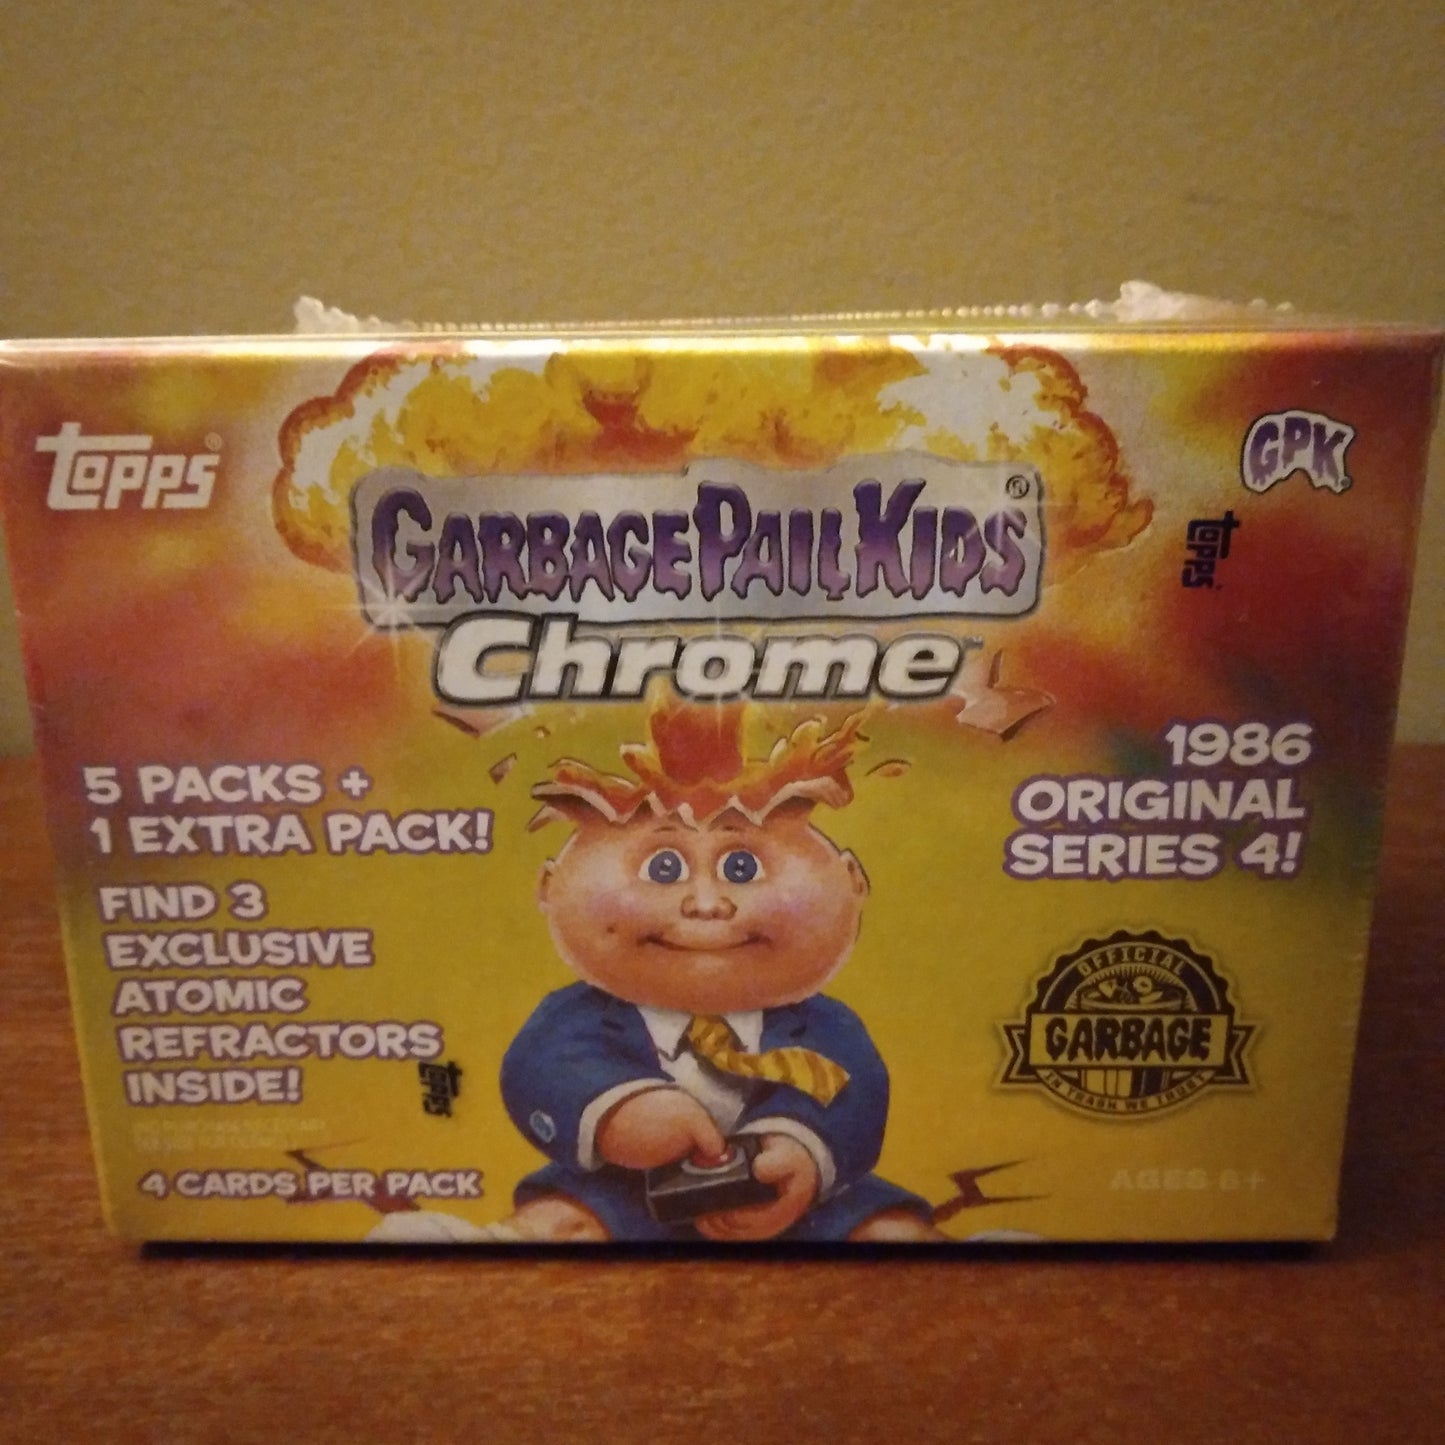 TOPPS®
GPK
GARBAGE PAIL KIDS®
Chrome™
TOPPS
5 PACKS +
1 EXTRA PACK!
FIND 3
EXCLUSIVE
ATOMIC
REFRACTORS
INSIDE!
TOPPS
4 CARDS PER PACK
1986
ORIGINAL
SERIES 4!
OFFICIAL
GARBAGE
IN TRASH WE TRUST
AGES 6+